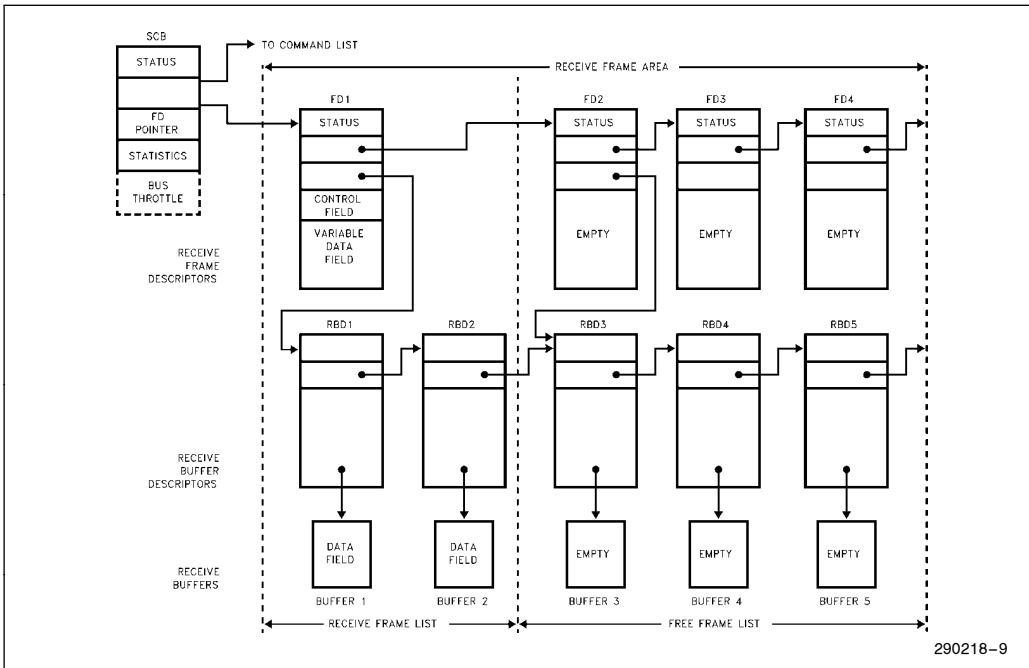 SCB
STATUS
FD
POINTER
STATISTICS
BUS
THROTTLE
TO COMMAND LIST
RECEIVE FRAME AREA
FD1
STATUS
CONTROL
FIELD
VARIABLE
DATA
FIELD
FD2
STATUS
EMPTY
FD3
STATUS
EMPTY
FD4
STATUS
EMPTY
RECEIVE
FRAME
DESCRIPTORS
RBD1
RBD2
RBD3
RBD4
RBD5
RECEIVE
BUFFER
DESCRIPTORS
DATA
FIELD
DATA
FIELD
EMPTY
EMPTY
EMPTY
RECEIVE
BUFFERS
BUFFER 1
BUFFER 2
BUFFER 3
BUFFER 4
BUFFER 5
RECEIVE FRAME LIST
FREE FRAME LIST
290218–9